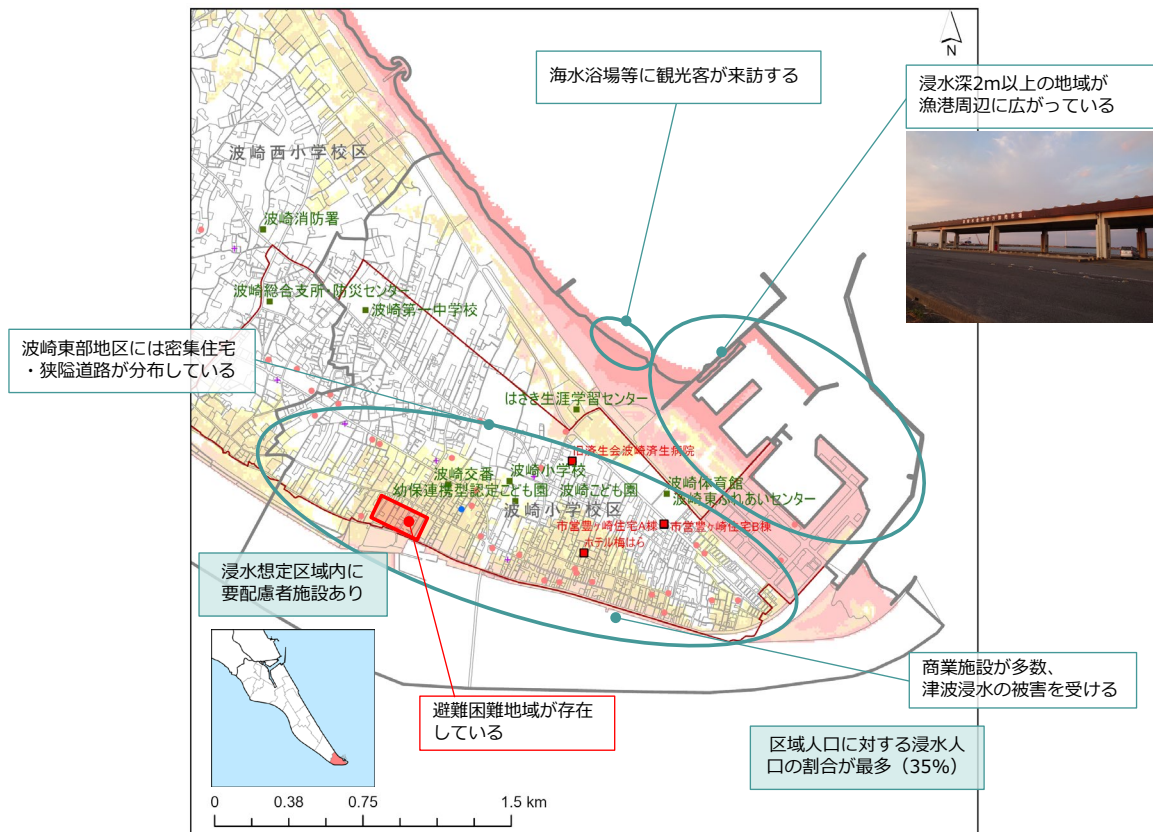 N
海水浴場等に観光客が来訪する
浸水深2m以上の地域が
漁港周辺に広がっている
波崎西小学校区
波崎消防署
波崎総合支所・防災センター
波崎第一中学校
波崎東部地区には密集住宅
・狭隘道路が分布している
はさき生涯学習センター
旧済生会波崎済生病院
波崎交番
波崎小学校
幼保連携型認定こども園 波崎こども園
波崎小学校区
波崎体育館
波崎東ふれあいセンター
市営豊ヶ崎住宅A棟
市営豊ヶ崎住宅B棟
ホテル梅はら
浸水想定区域内に
要配慮者施設あり
商業施設が多数、
津波浸水の被害を受ける
避難困難地域が存在
している
区域人口に対する浸水人
口の割合が最多（35%）
0 0.38 0.75 1.5 km